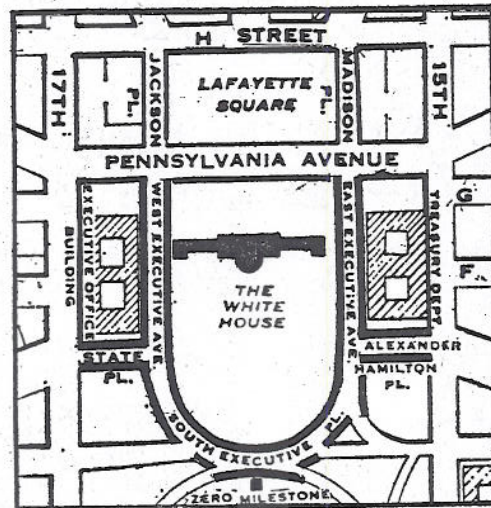 H STREET
17TH
JACKSON PL.
LAFAYETTE
SQUARE
MADISON PL.
15TH
PENNSYLVANIA AVENUE
EXECUTIVE OFFICE
BUILDING
WEST EXECUTIVE AVE.
EAST EXECUTIVE AVE.
TREASURY DEPT.
G
F.
THE
WHITE
HOUSE
STATE
PL.
ALEXANDER
HAMILTON
PL.
SOUTH EXECUTIVE PL.
ZERO MILESTONE